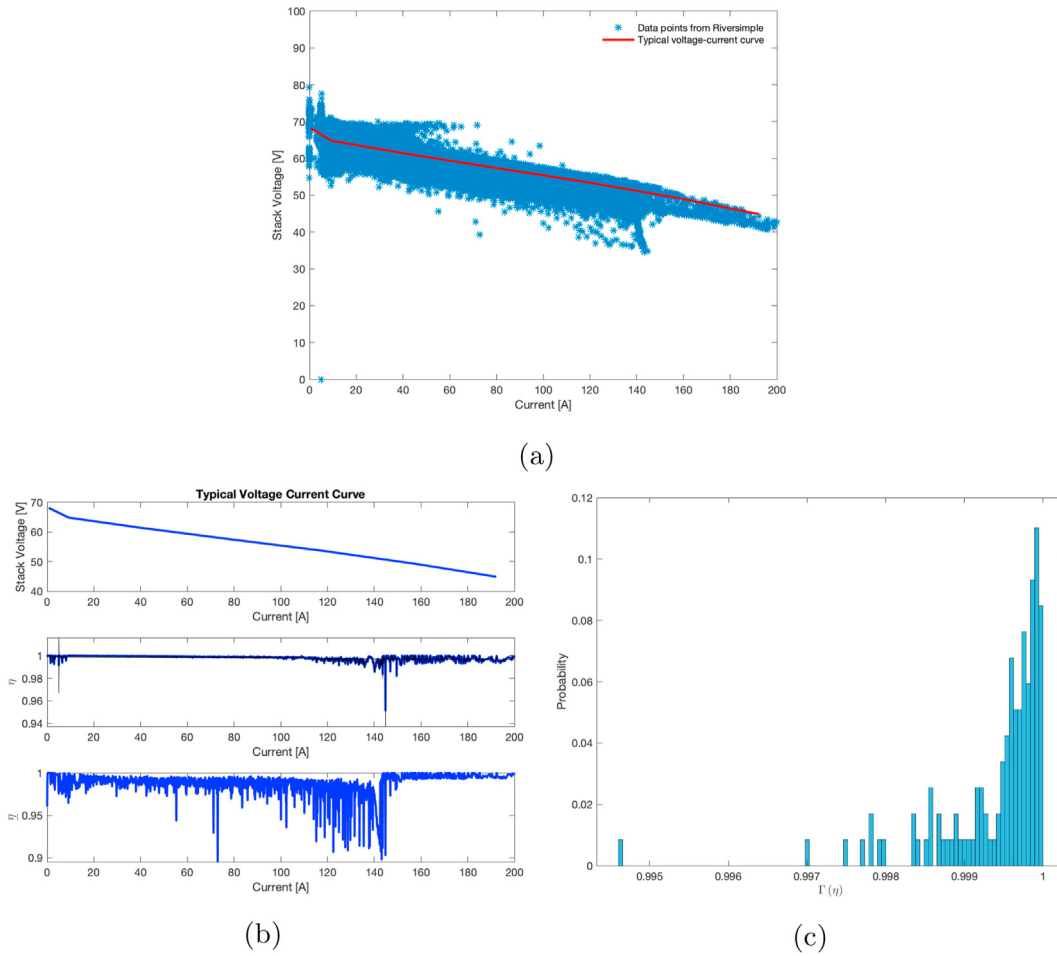 100
90
80
70
60
50
40
30
20
10
0
Stack Voltage [V]
Data points from Riversimple
Typical voltage-current curve
0 20 40 60 80 100 120 140 160 180 200
Current [A]
(a)
Typical Voltage Current Curve
70
60
50
40
Stack Voltage [V]
0 20 40 60 80 100 120 140 160 180 200
Current [A]
1
0.98
0.96
0.94
η
0 20 40 60 80 100 120 140 160 180 200
Current [A]
1
0.95
0.9
η
0 20 40 60 80 100 120 140 160 180 200
Current [A]
(b)
0.12
0.1
0.08
0.06
0.04
0.02
0
Probability
0.995 0.996 0.997 0.998 0.999 1
Γ (η)
(c)